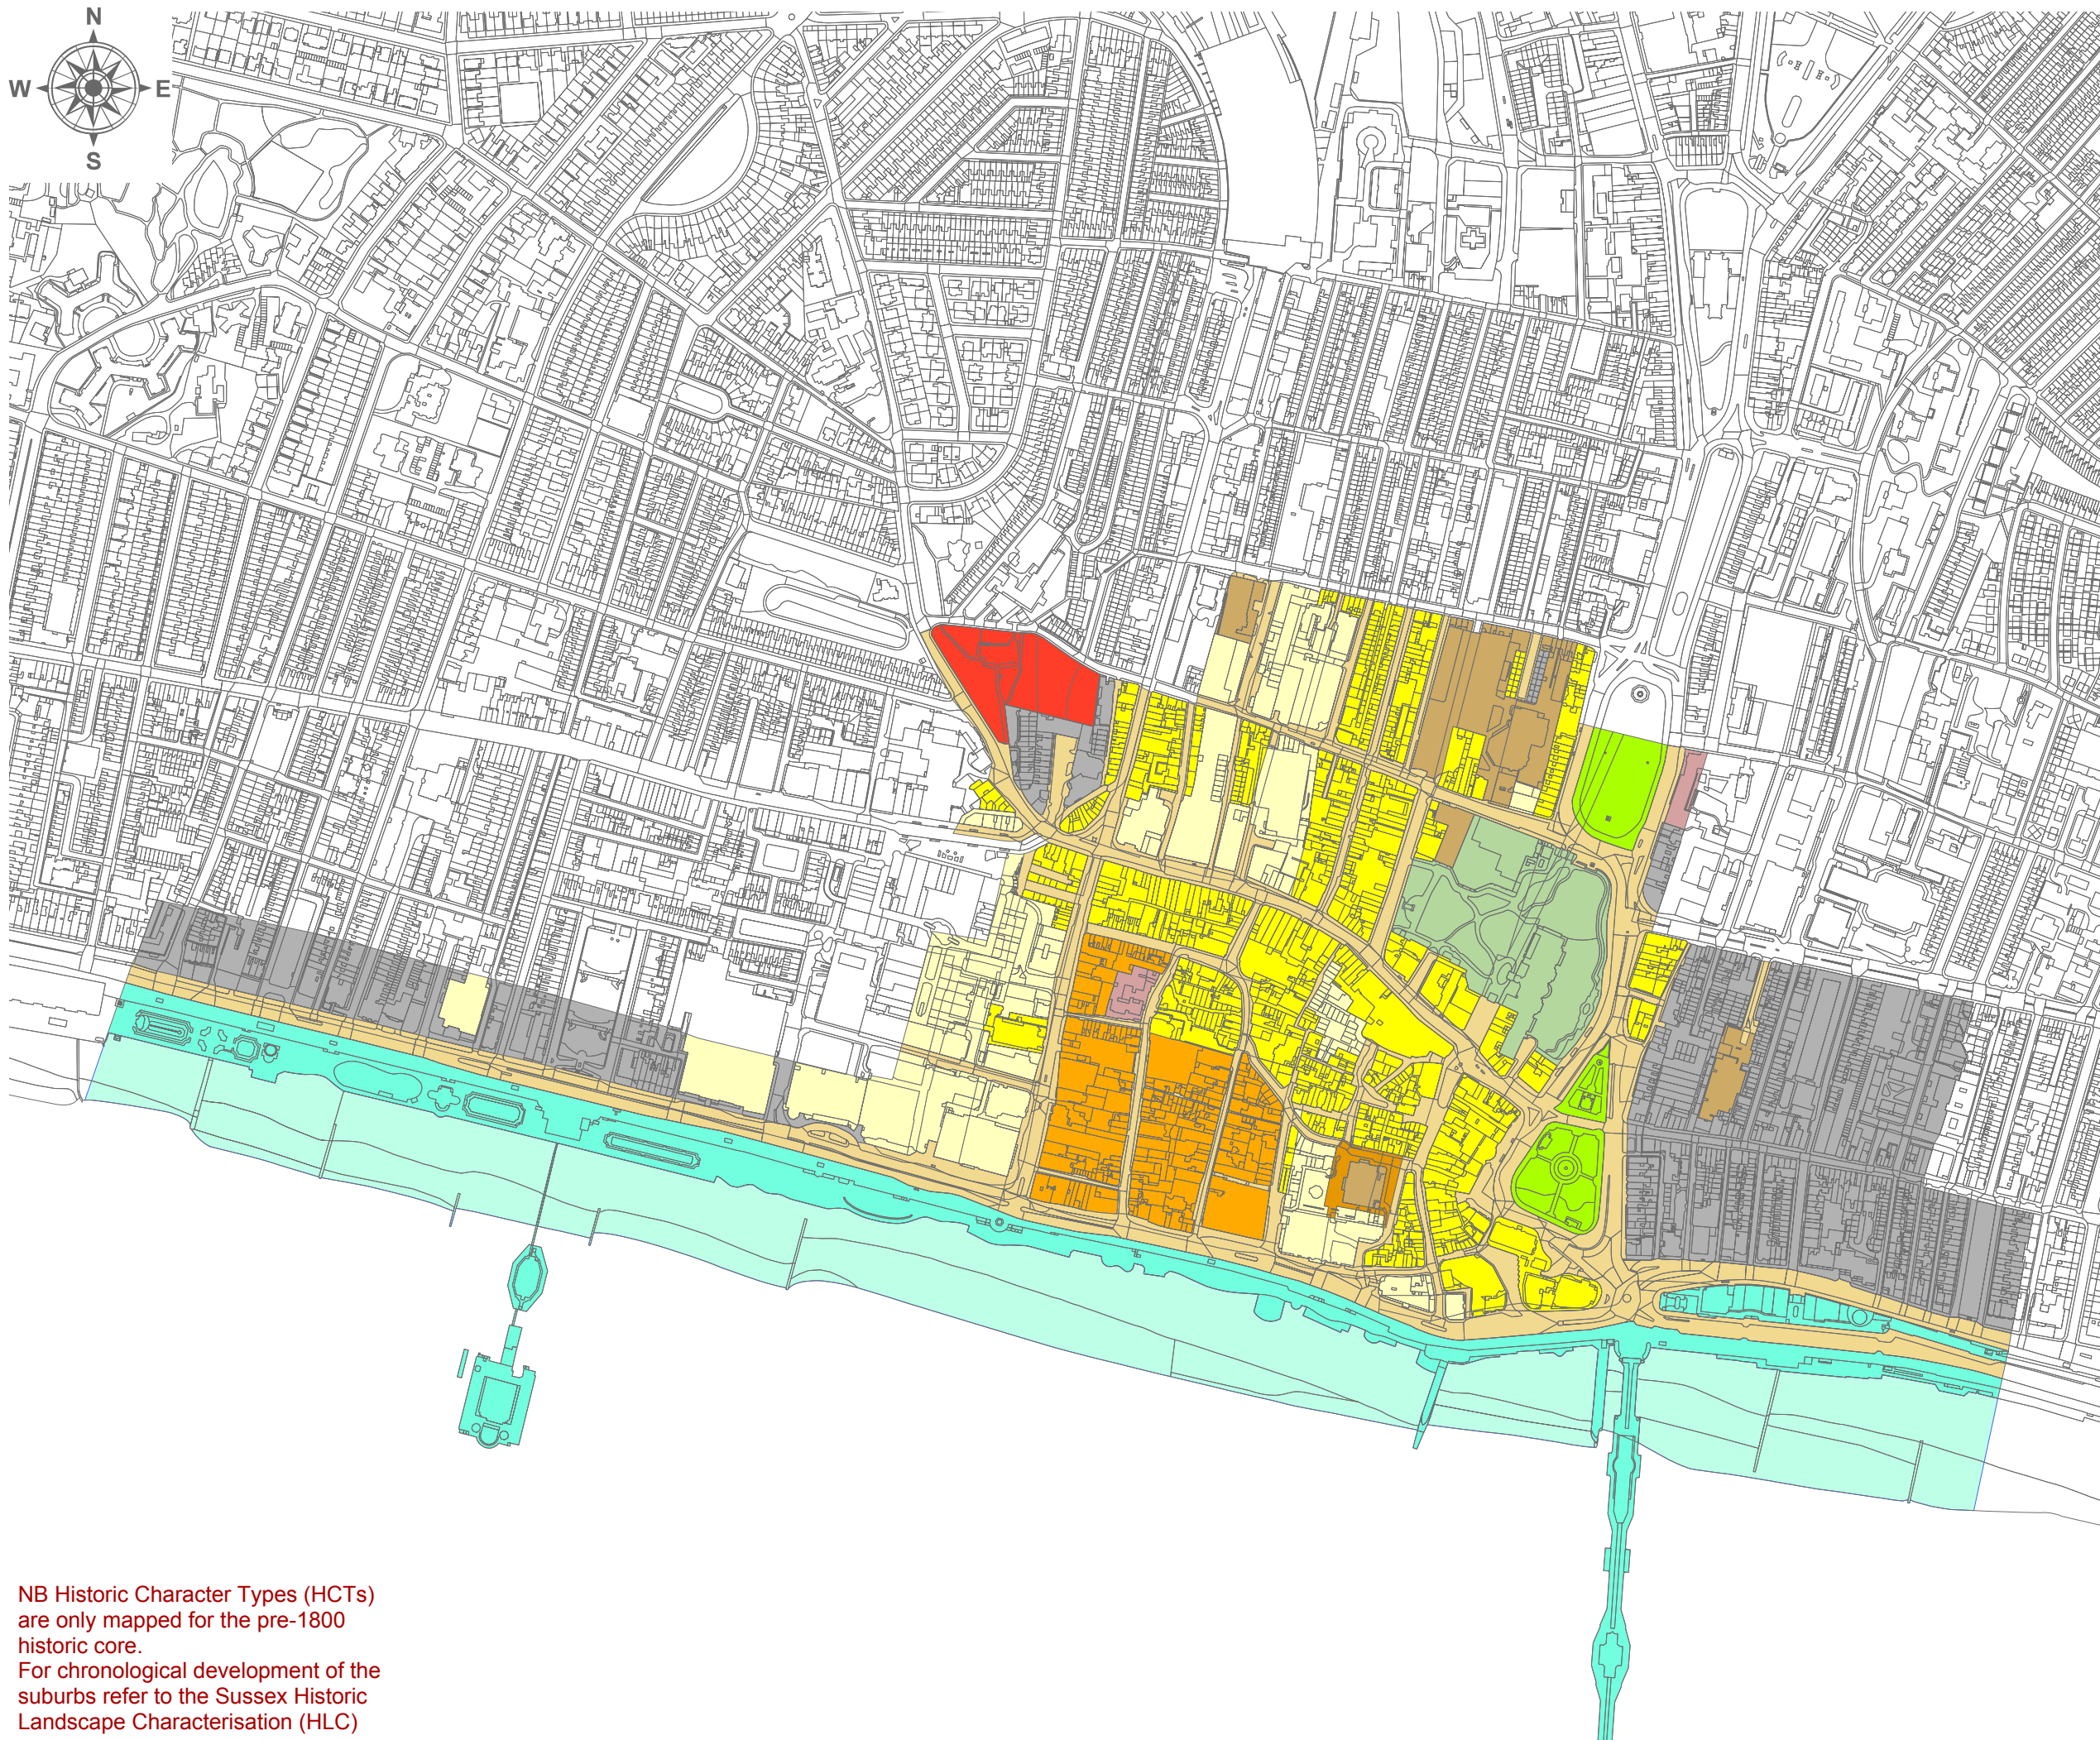 N
W E
S
NB Historic Character Types (HCTs)
are only mapped for the pre-1800
historic core.
For chronological development of the
suburbs refer to the Sussex Historic
Landscape Characterisation (HLC)